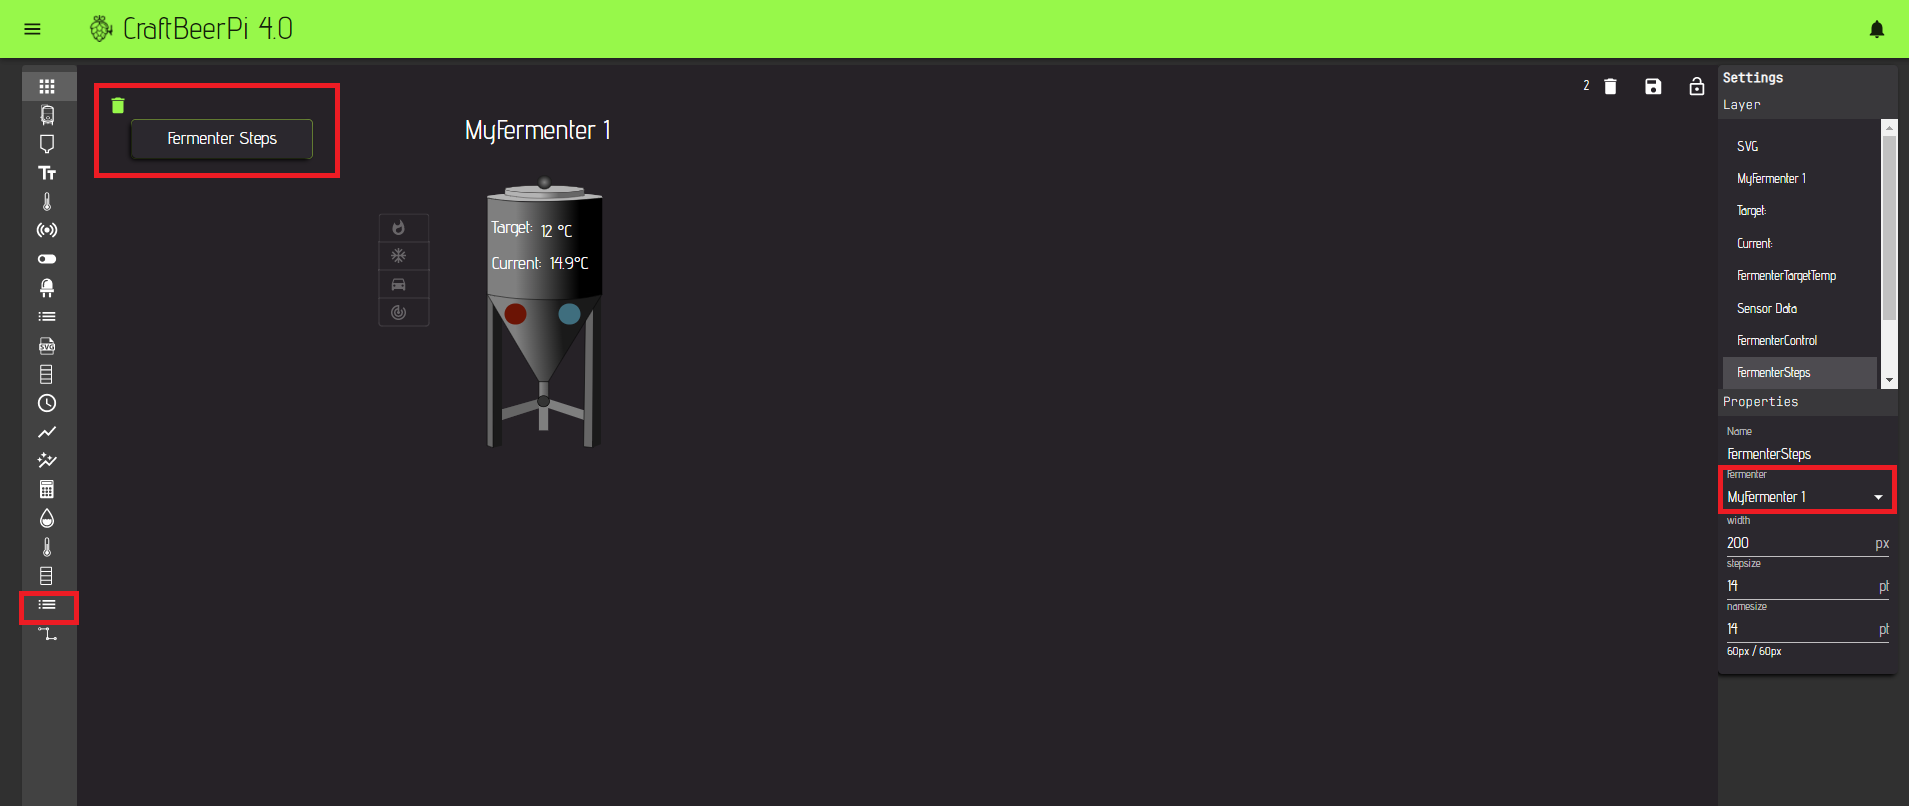 CraftBeerPi 4.0
Fermenter Steps
MyFermenter 1
Target: 12 °C
Current: 14.9°C
2
Settings
Layer
SVG
MyFermenter 1
Target:
Current:
FermenterTargetTemp
Sensor Data
FermenterControl
FermenterSteps
Properties
Name
FermenterSteps
Fermenter
MyFermenter 1
width
200 px
stepsize
14 pt
namesize
14 pt
60px / 60px
TT
SVG